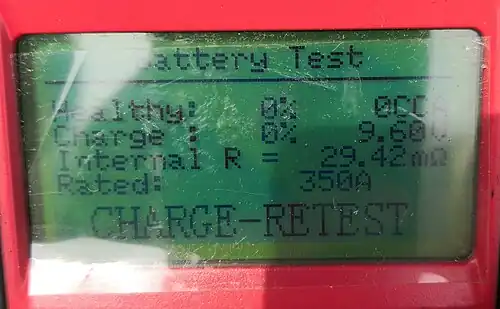 Battery Test
Healthy: 0% 0CCA
Charge : 0% 9.60V
Internal R = 29.42mΩ
Rated: 350A
CHARGE-RETEST